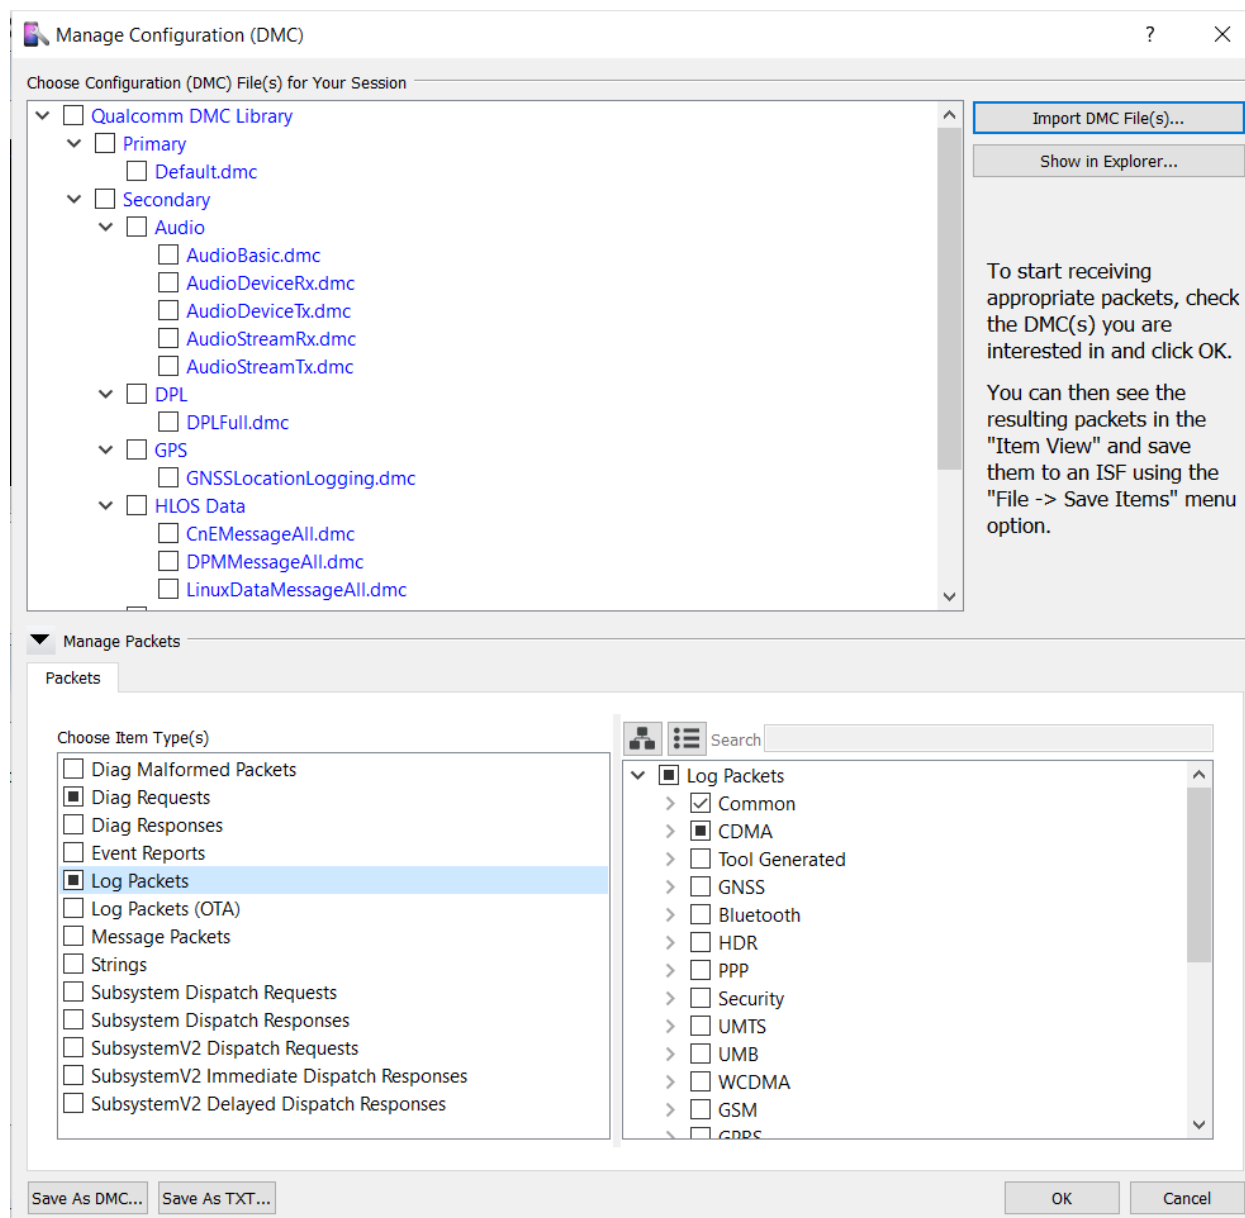 Manage Configuration (DMC)
?
Choose Configuration (DMC) File(s) for Your Session
Qualcomm DMC Library
Primary
Default.dmc
Secondary
Audio
AudioBasic.dmc
AudioDeviceRx.dmc
AudioDeviceTx.dmc
AudioStreamRx.dmc
AudioStreamTx.dmc
DPL
DPLFull.dmc
GPS
GNSSLocationLogging.dmc
HLOS Data
CnEMessageAll.dmc
DPMMessageAll.dmc
LinuxDataMessageAll.dmc
Import DMC File(s)...
Show in Explorer...
To start receiving
appropriate packets, check
the DMC(s) you are
interested in and click OK.
You can then see the
resulting packets in the
"Item View" and save
them to an ISF using the
"File -> Save Items" menu
option.
Manage Packets
Packets
Choose Item Type(s)
Diag Malformed Packets
Diag Requests
Diag Responses
Event Reports
Log Packets
Log Packets (OTA)
Message Packets
Strings
Subsystem Dispatch Requests
Subsystem Dispatch Responses
SubsystemV2 Dispatch Requests
SubsystemV2 Immediate Dispatch Responses
SubsystemV2 Delayed Dispatch Responses
Search
Log Packets
Common
CDMA
Tool Generated
GNSS
Bluetooth
HDR
PPP
Security
UMTS
UMB
WCDMA
GSM
GPRS
Save As DMC...
Save As TXT...
OK
Cancel